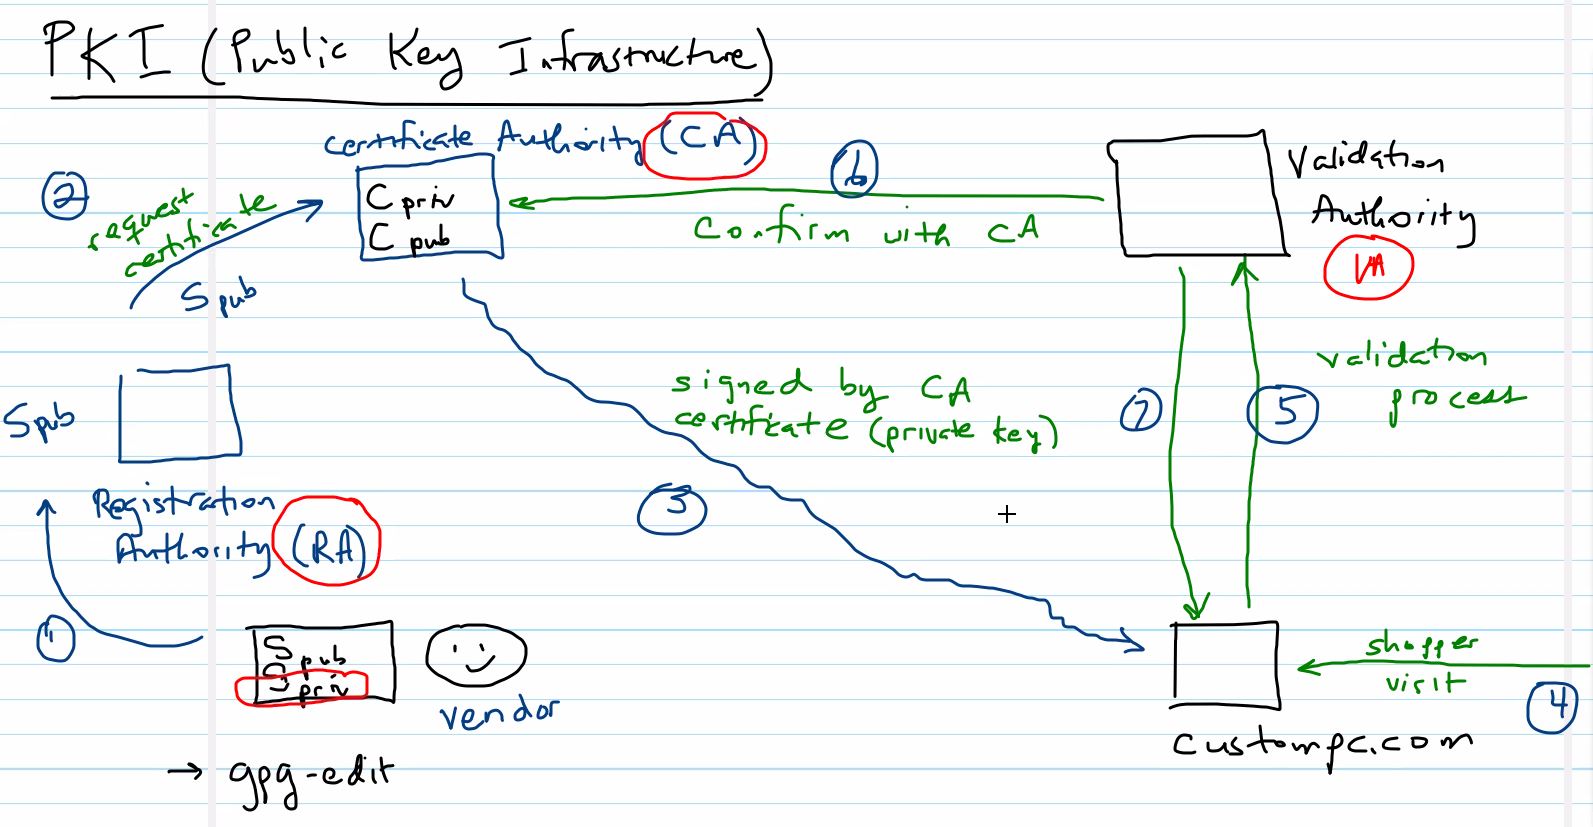 PKI (Public Key Infrastructure)
Certificate Authority (CA)
2
request
certificate
Spub
C priv
C pub
6
Confirm with CA
Validation
Authority
VA
Spub
signed by CA
certificate (private key)
7
5
validation
process
Registration
Authority (RA)
3
1
S pub
S priv
vendor
shopper
visit
4
custompc.com
→ gpg-edit